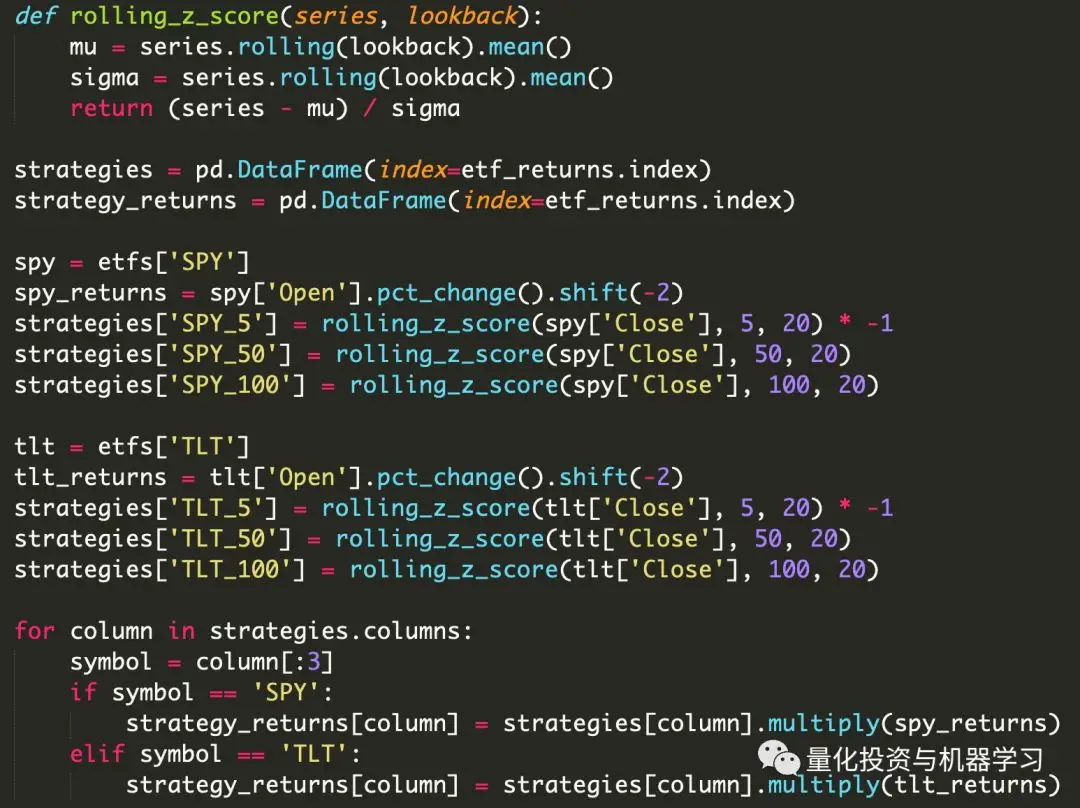 def rolling_z_score(series, lookback):
    mu = series.rolling(lookback).mean()
    sigma = series.rolling(lookback).mean()
    return (series - mu) / sigma

strategies = pd.DataFrame(index=etf_returns.index)
strategy_returns = pd.DataFrame(index=etf_returns.index)

spy = etfs['SPY']
spy_returns = spy['Open'].pct_change().shift(-2)
strategies['SPY_5'] = rolling_z_score(spy['Close'], 5, 20) * -1
strategies['SPY_50'] = rolling_z_score(spy['Close'], 50, 20)
strategies['SPY_100'] = rolling_z_score(spy['Close'], 100, 20)

tlt = etfs['TLT']
tlt_returns = tlt['Open'].pct_change().shift(-2)
strategies['TLT_5'] = rolling_z_score(tlt['Close'], 5, 20) * -1
strategies['TLT_50'] = rolling_z_score(tlt['Close'], 50, 20)
strategies['TLT_100'] = rolling_z_score(tlt['Close'], 100, 20)

for column in strategies.columns:
    symbol = column[:3]
    if symbol == 'SPY':
        strategy_returns[column] = strategies[column].multiply(spy_returns)
    elif symbol == 'TLT':
        strategy_returns[column] = strategies[column].multiply(tlt_returns)
量化投资与机器学习